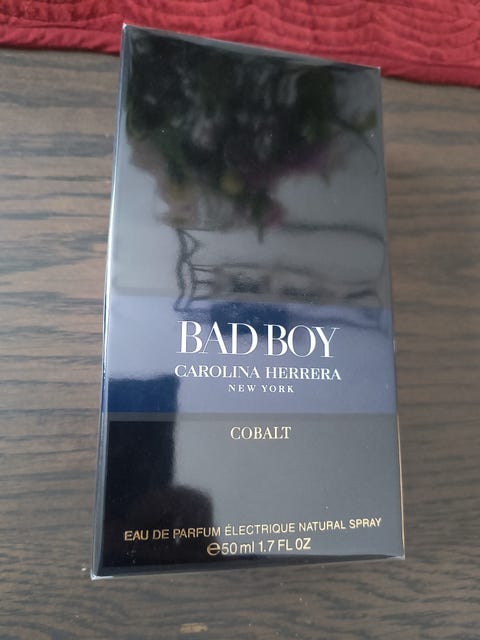 BAD BOY
CAROLINA HERRERA
NEW YORK
COBALT
EAU DE PARFUM ÉLECTRIQUE NATURAL SPRAY
℮50 ml 1.7 FL OZ